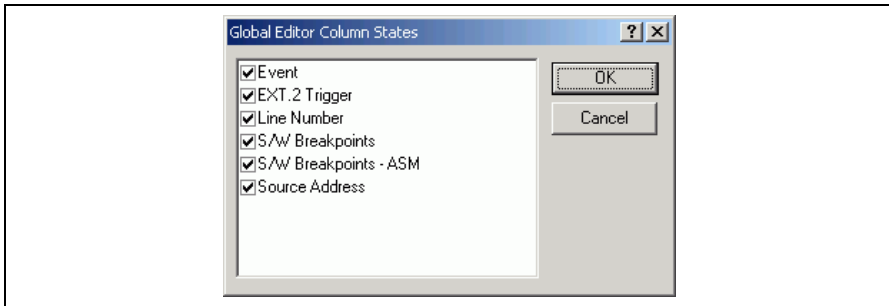 Global Editor Column States
Event
OK
EXT.2 Trigger
Line Number
Cancel
S/W Breakpoints
S/W Breakpoints - ASM
Source Address